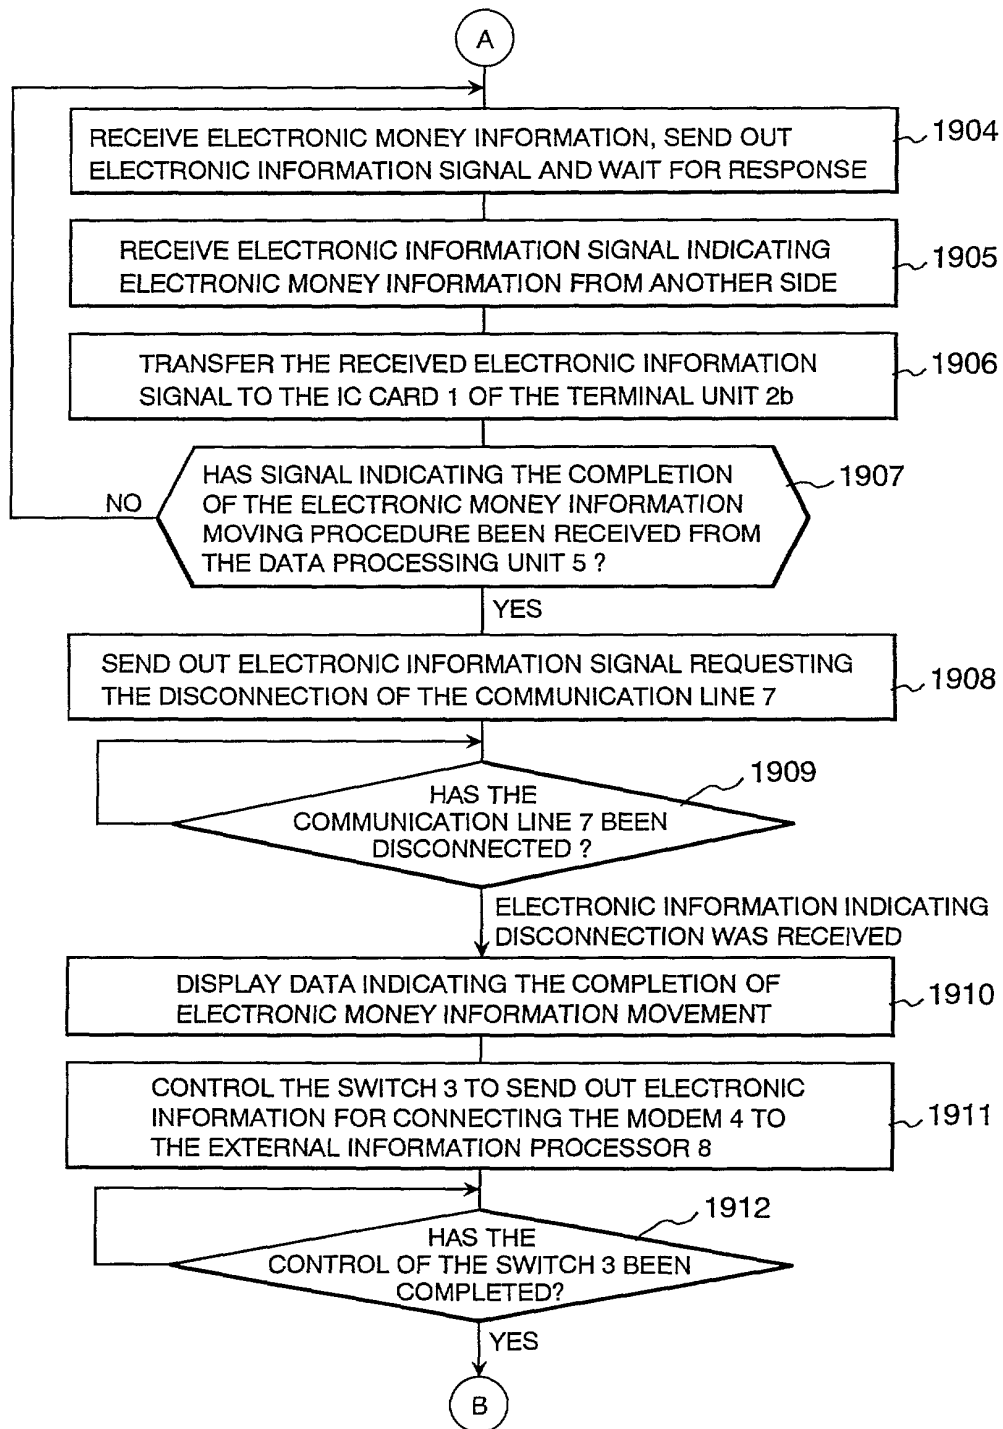 A
RECEIVE ELECTRONIC MONEY INFORMATION, SEND OUT
ELECTRONIC INFORMATION SIGNAL AND WAIT FOR RESPONSE
1904
RECEIVE ELECTRONIC INFORMATION SIGNAL INDICATING
ELECTRONIC MONEY INFORMATION FROM ANOTHER SIDE
1905
TRANSFER THE RECEIVED ELECTRONIC INFORMATION
SIGNAL TO THE IC CARD 1 OF THE TERMINAL UNIT 2b
1906
HAS SIGNAL INDICATING THE COMPLETION
OF THE ELECTRONIC MONEY INFORMATION
MOVING PROCEDURE BEEN RECEIVED FROM
THE DATA PROCESSING UNIT 5 ?
1907
NO
YES
SEND OUT ELECTRONIC INFORMATION SIGNAL REQUESTING
THE DISCONNECTION OF THE COMMUNICATION LINE 7
1908
HAS THE
COMMUNICATION LINE 7 BEEN
DISCONNECTED ?
1909
ELECTRONIC INFORMATION INDICATING
DISCONNECTION WAS RECEIVED
DISPLAY DATA INDICATING THE COMPLETION OF
ELECTRONIC MONEY INFORMATION MOVEMENT
1910
CONTROL THE SWITCH 3 TO SEND OUT ELECTRONIC
INFORMATION FOR CONNECTING THE MODEM 4 TO
THE EXTERNAL INFORMATION PROCESSOR 8
1911
HAS THE
CONTROL OF THE SWITCH 3 BEEN
COMPLETED?
1912
YES
B